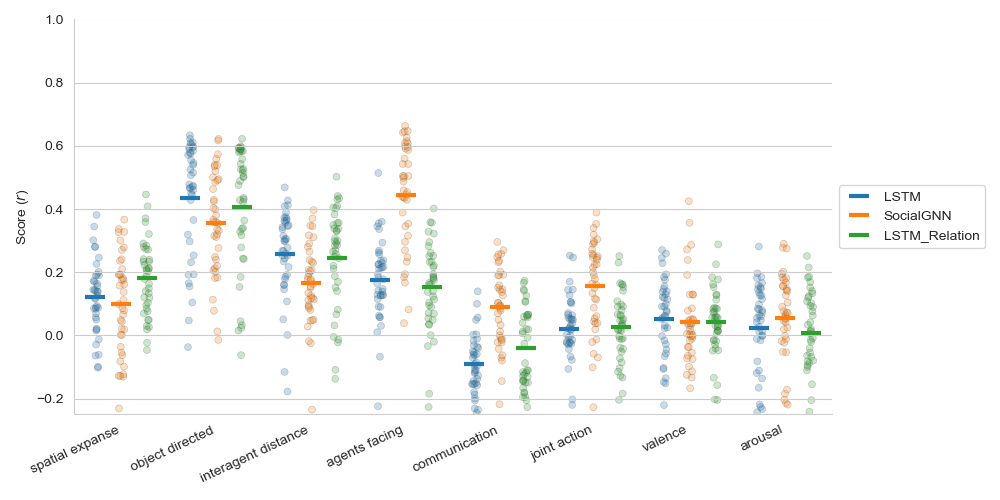 1.0
0.8
0.6
0.4
0.2
0.0
−0.2
Score (r)
spatial expanse
object directed
interagent distance
agents facing
communication
joint action
valence
arousal
LSTM
SocialGNN
LSTM_Relation